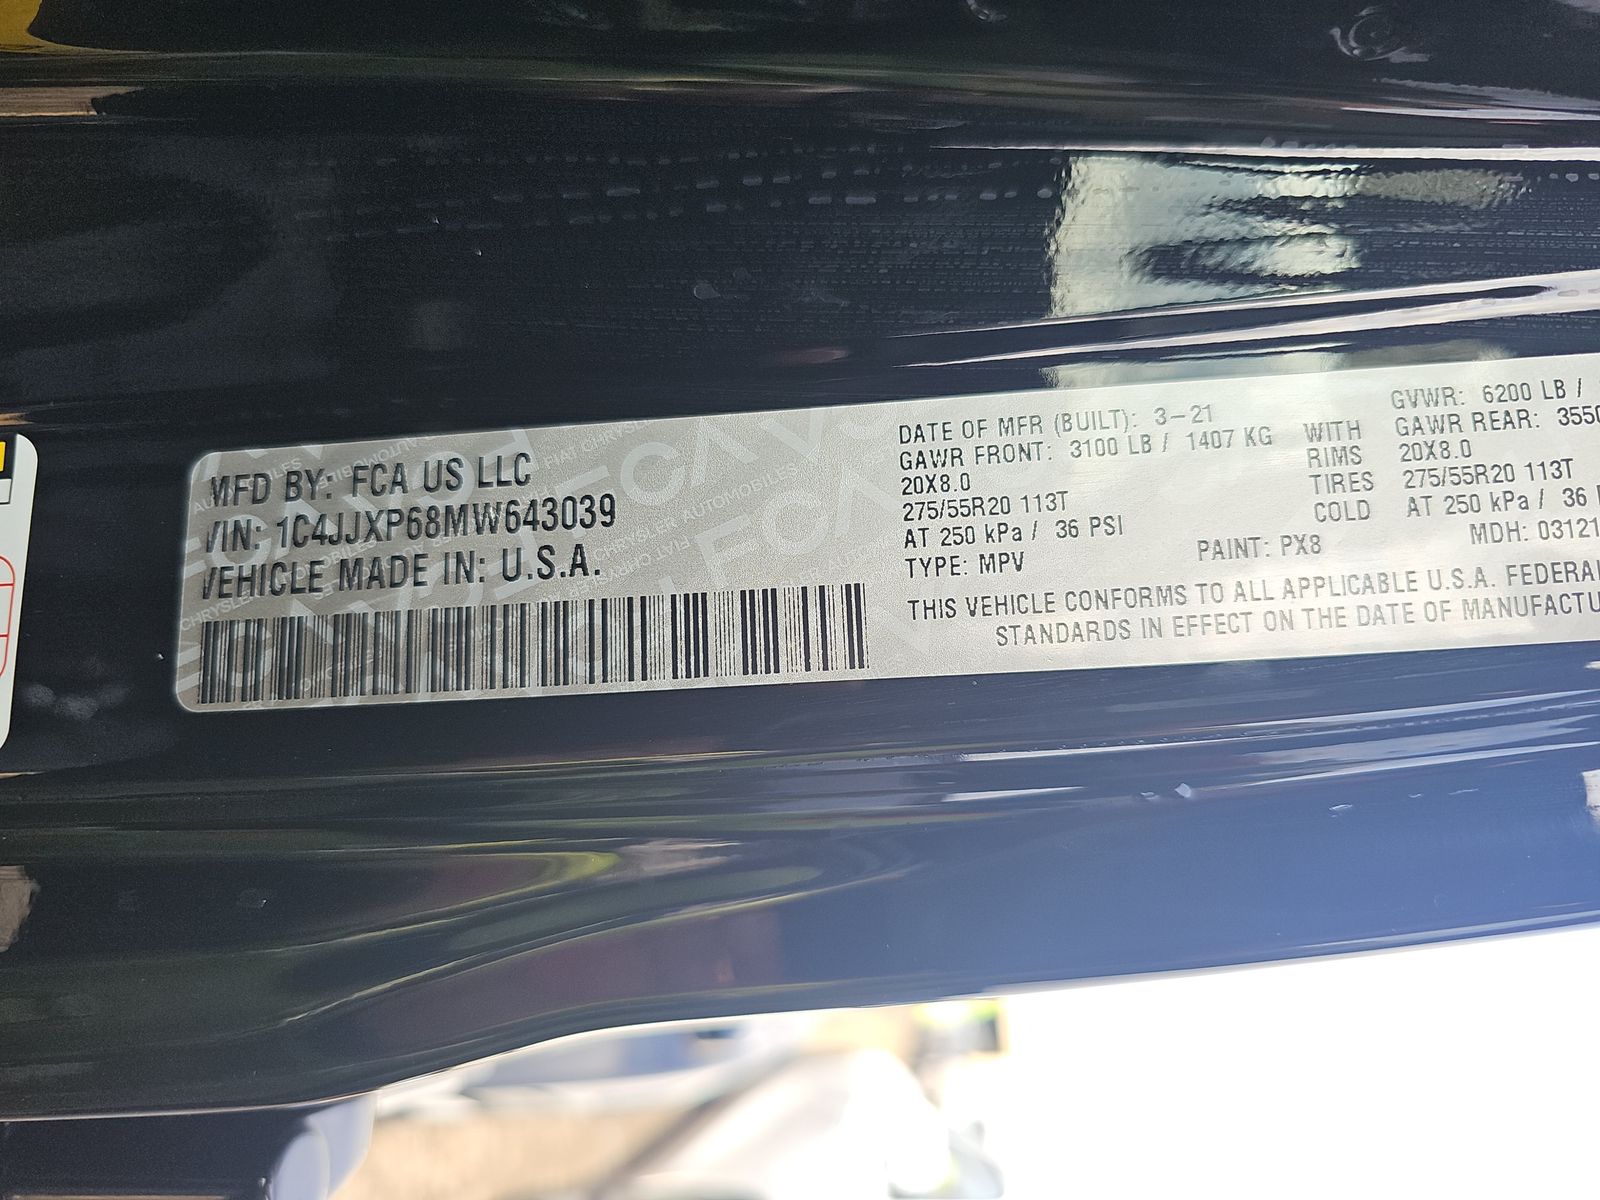 MFD BY: FCA US LLC
VIN: 1C4JJXP68MW643039
VEHICLE MADE IN: U.S.A.
DATE OF MFR (BUILT): 3-21
GVWR: 6200 LB /
GAWR FRONT: 3100 LB / 1407 KG WITH GAWR REAR: 3550
20X8.0 RIMS 20X8.0
275/55R20 113T TIRES 275/55R20 113T
AT 250 kPa / 36 PSI COLD AT 250 kPa / 36
TYPE: MPV PAINT: PX8 MDH: 03121
THIS VEHICLE CONFORMS TO ALL APPLICABLE U.S.A. FEDERAL
STANDARDS IN EFFECT ON THE DATE OF MANUFACTU